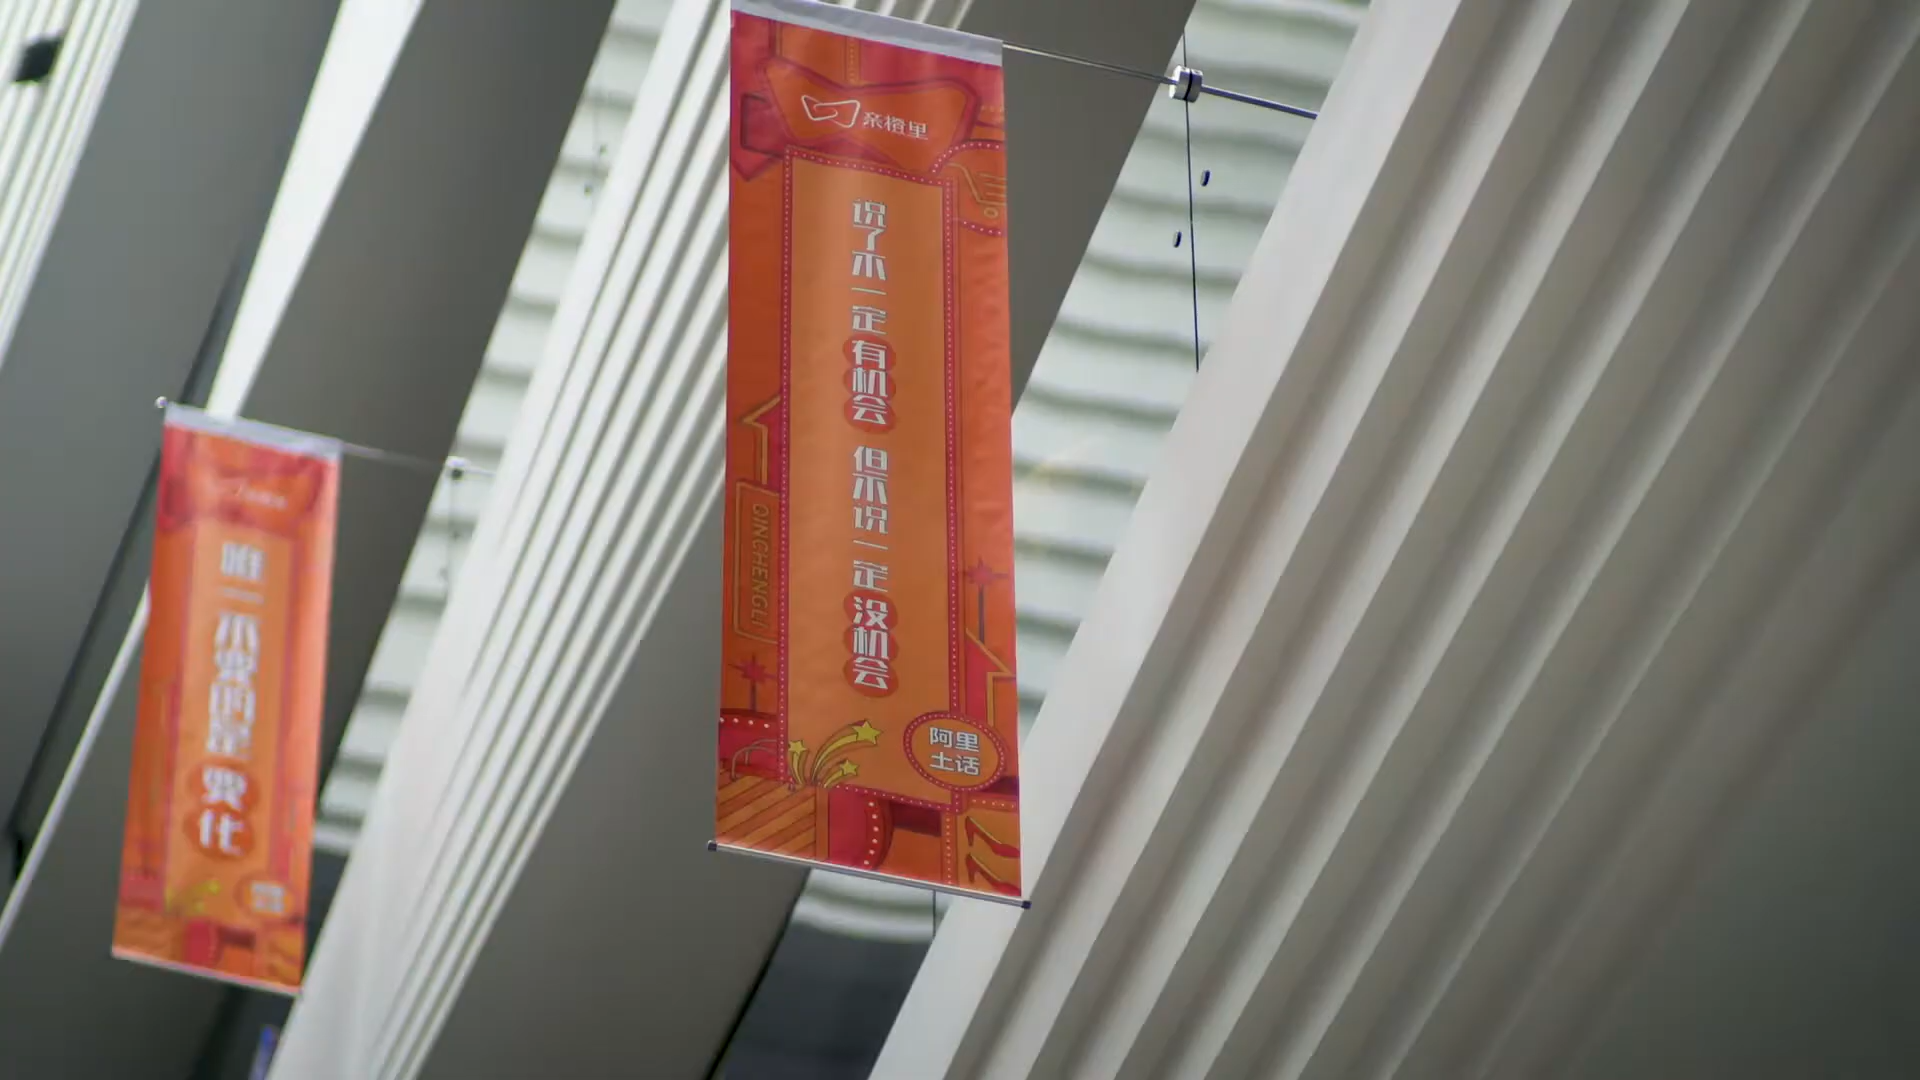 亲橙里
说了不一定有机会 但不说一定没机会
QINCHENGLI
阿里
土话
唯一不变的是 变化